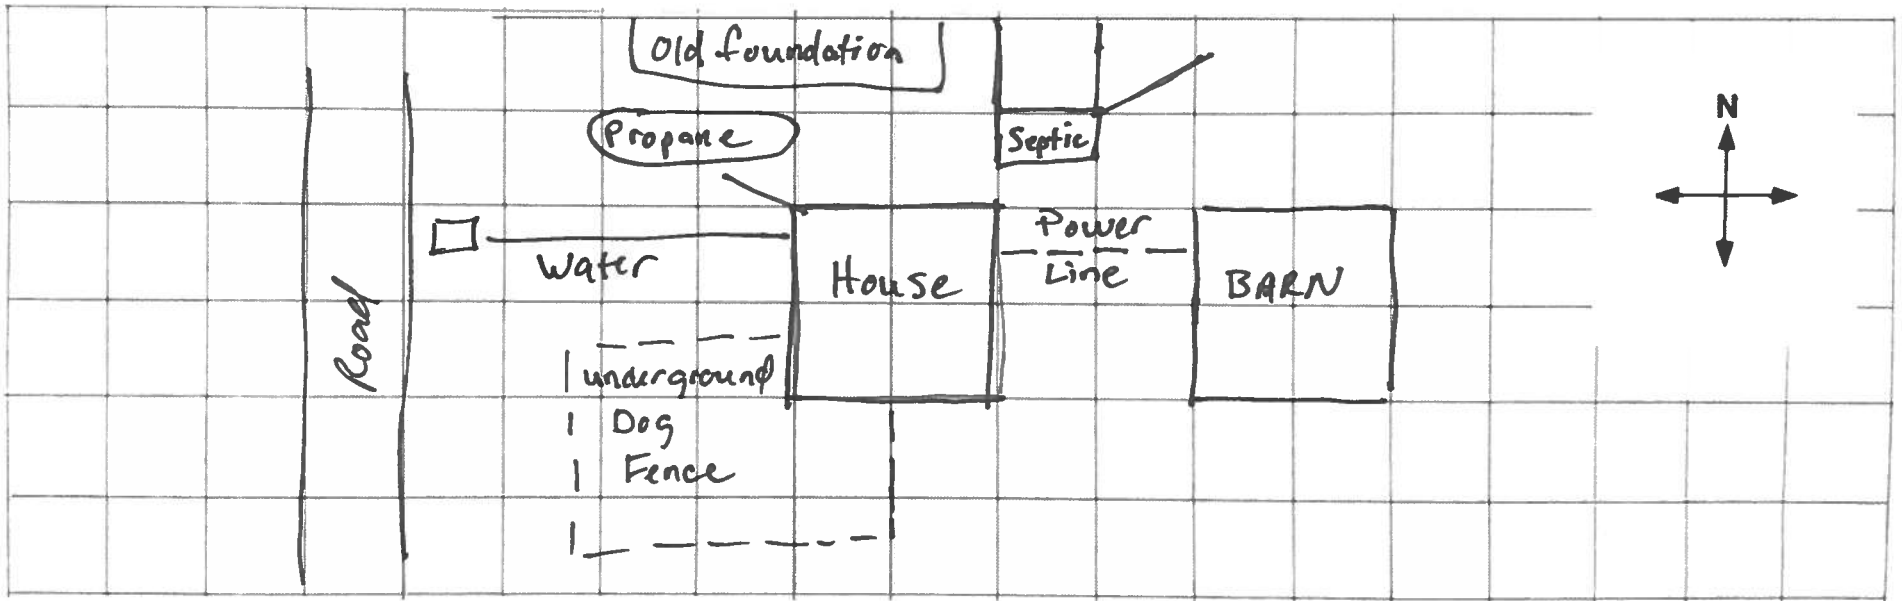 Old foundation
Propane
Septic
N
Water
House
Power
Line
BARN
Road
underground
Dog
Fence